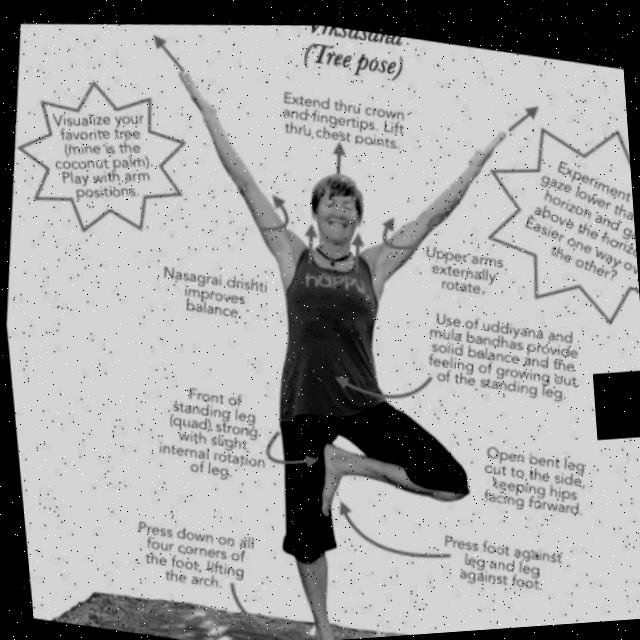 Vrksasana
(Tree pose)
Extend thru crown
and fingertips. Lift
thru chest points.
Visualize your
favorite tree
(mine is the
coconut palm).
Play with arm
positions.
Experiment
gaze lower
horizon and
above the
Easier one way
the other?
Nasagrai drishti
improves
balance.
Upper arms
externally
rotate.
Use of uddiyana and
mula bandhas provide
solid balance and the
feeling of growing out
of the standing leg.
Front of
standing leg
(quad) strong
with slight
internal rotation
of leg.
Open bent leg
out to the side,
keeping hips
facing forward.
Press down on all
four corners of
the foot, lifting
the arch.
Press foot against
leg and leg
against foot.